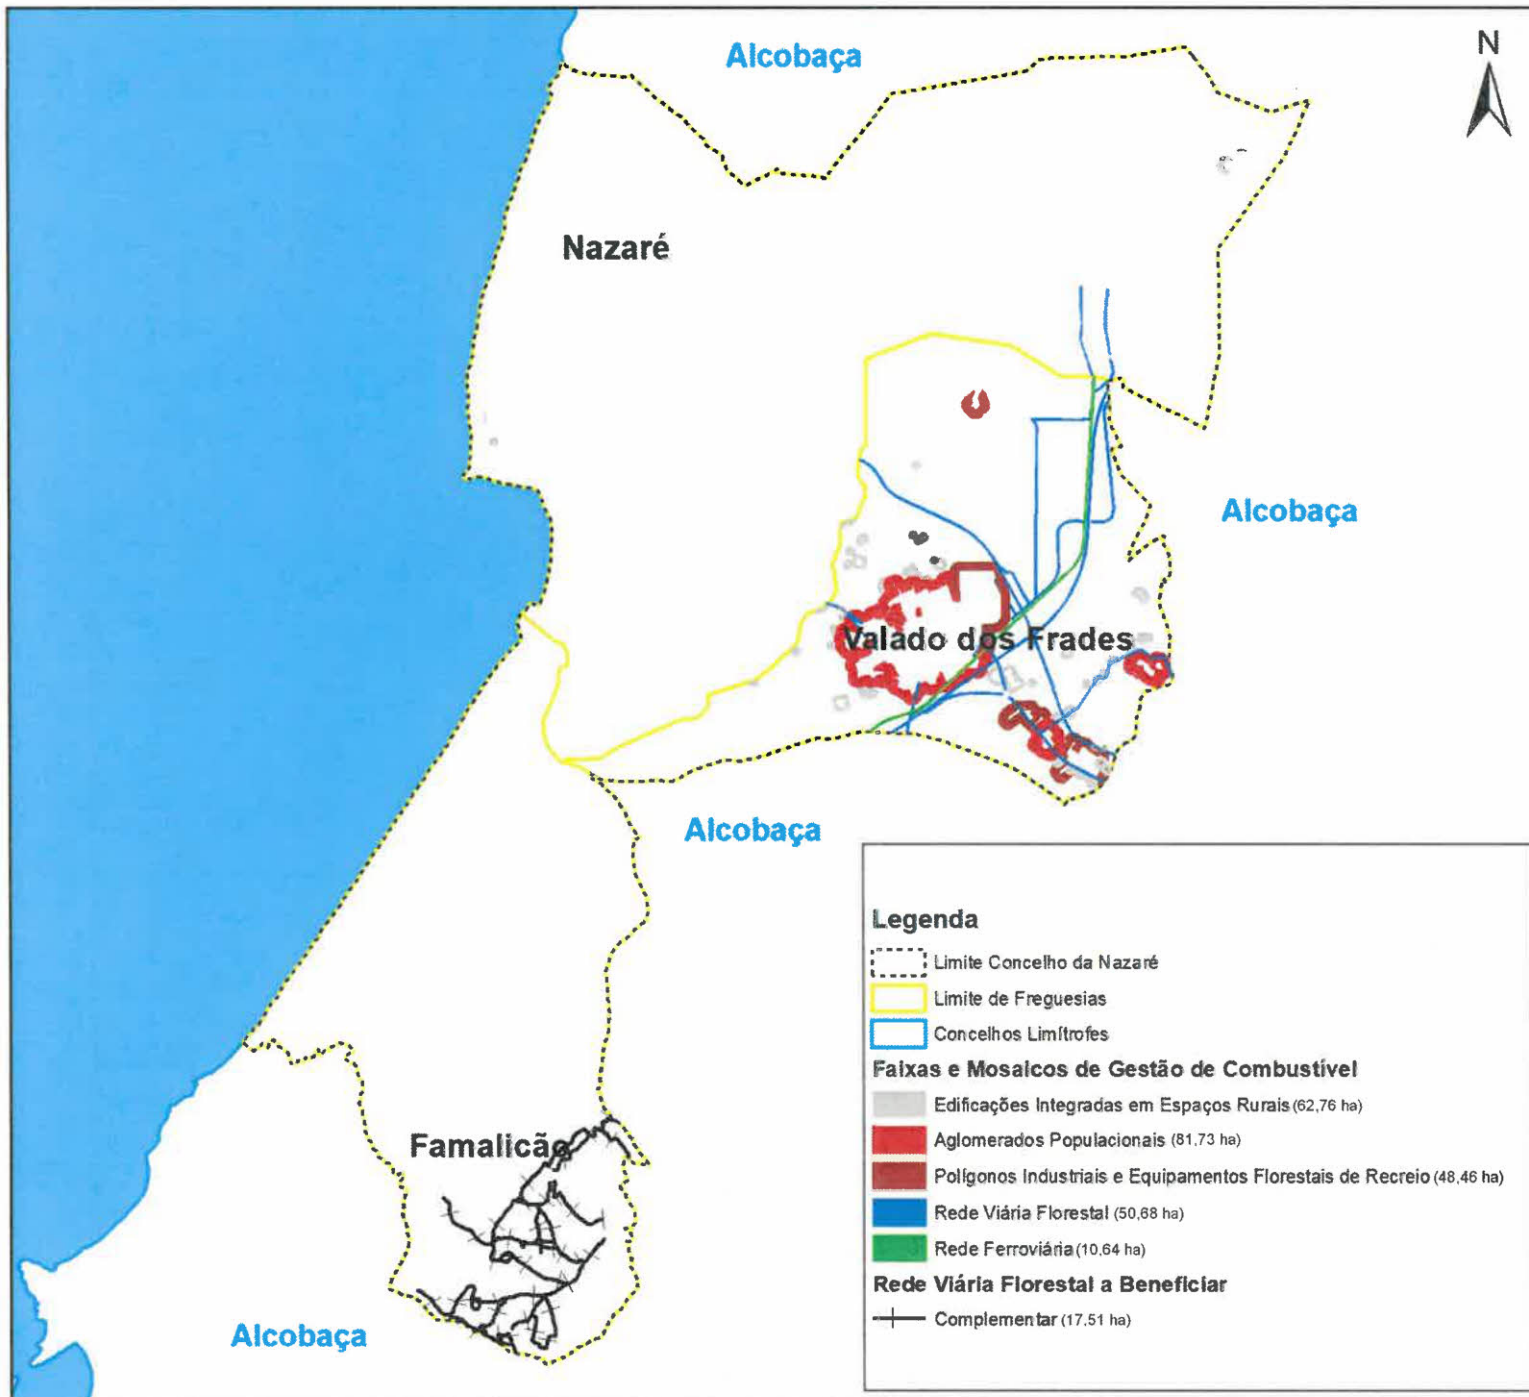 Alcobaça
N
Nazaré
Alcobaça
Valado dos Frades
Alcobaça
Legenda
Limite Concelho da Nazaré
Limite de Freguesias
Concelhos Limítrofes
Faixas e Mosaicos de Gestão de Combustível
Edificações Integradas em Espaços Rurais (62,76 ha)
Aglomerados Populacionais (81,73 ha)
Polígonos Industriais e Equipamentos Florestais de Recreio (48,46 ha)
Rede Viária Florestal (50,68 ha)
Rede Ferroviária (10,64 ha)
Rede Viária Florestal a Beneficiar
Complementar (17,51 ha)
Famalicão
Alcobaça